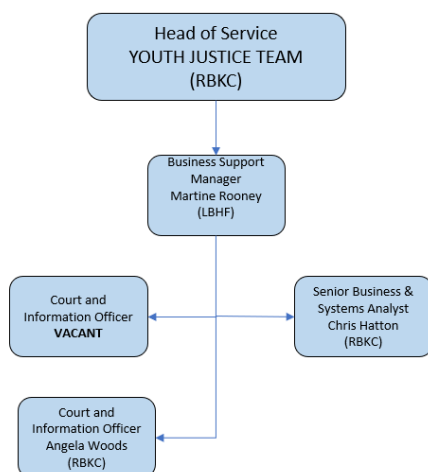 Head of Service
YOUTH JUSTICE TEAM
(RBKC)
Business Support
Manager
Martine Rooney
(LBHF)
Court and
Information Officer
VACANT
Senior Business &
Systems Analyst
Chris Hatton
(RBKC)
Court and
Information Officer
Angela Woods
(RBKC)